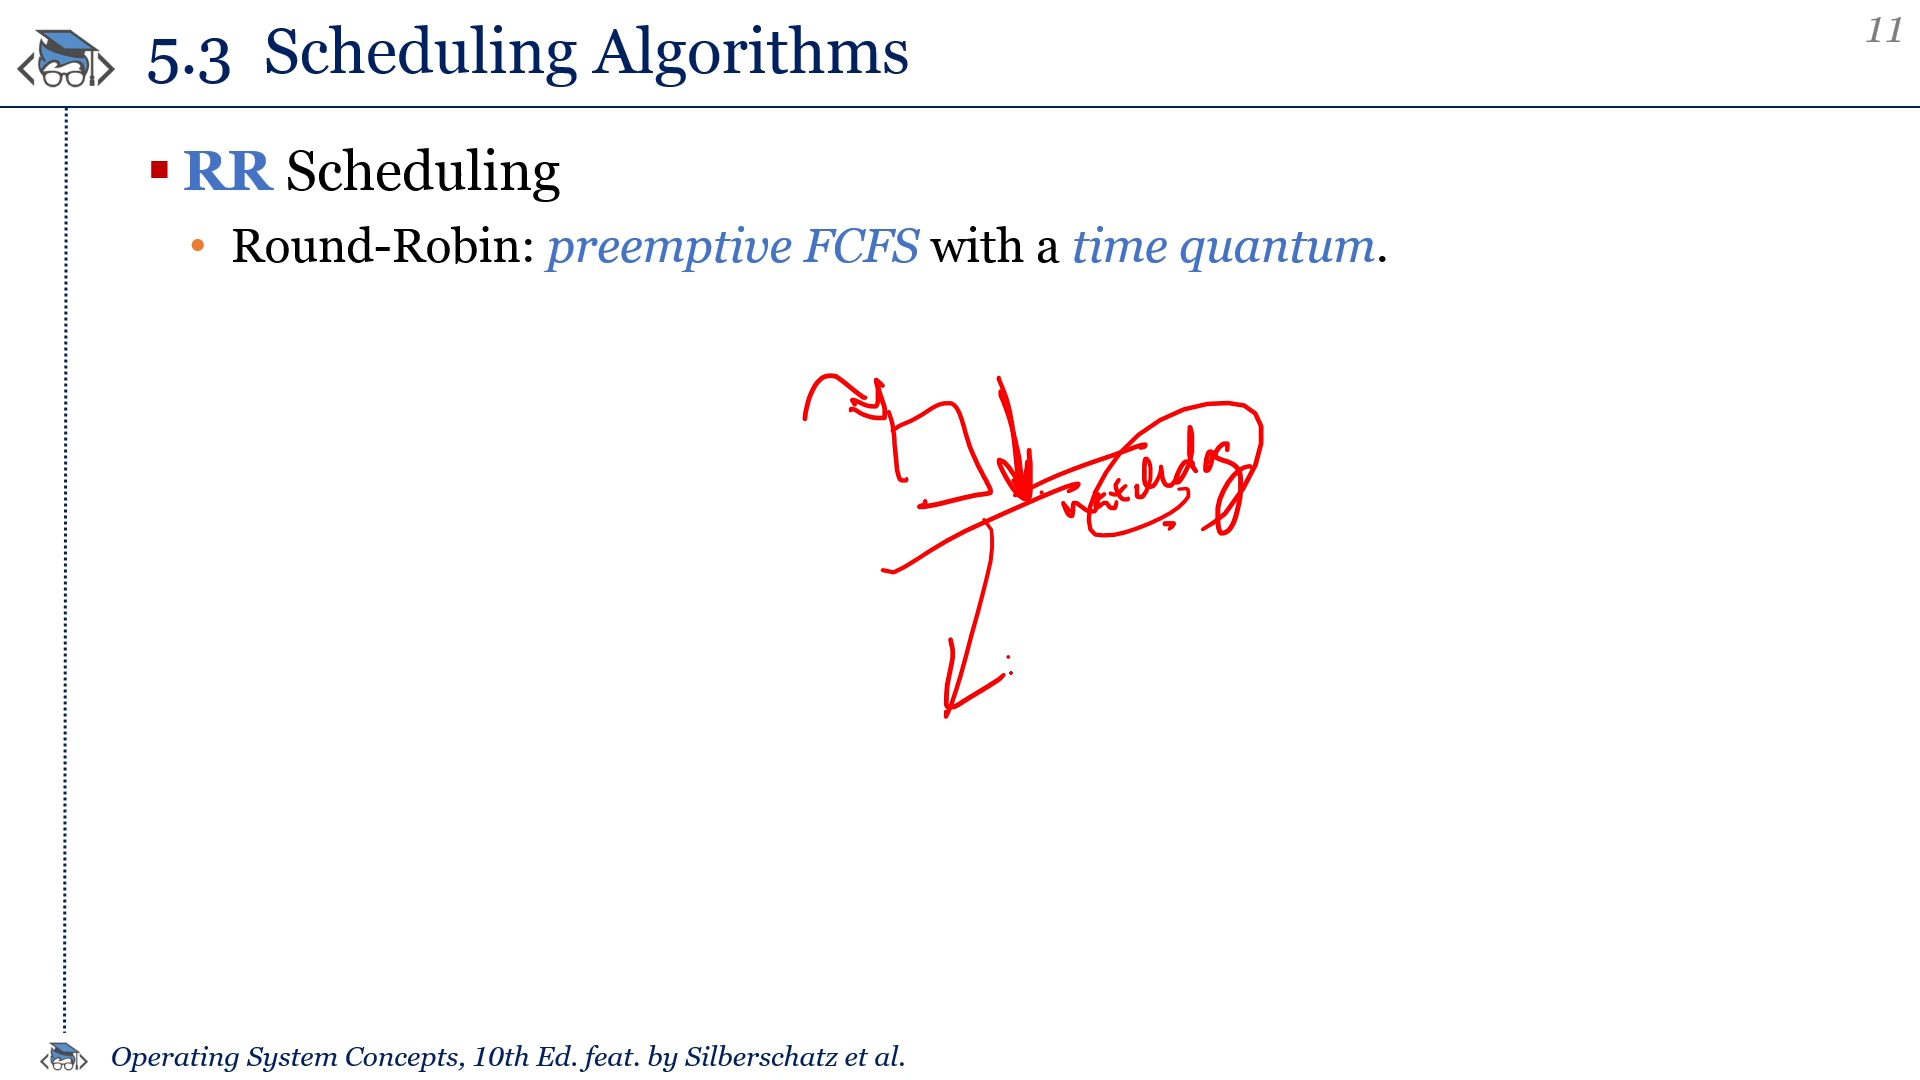 11
5.3 Scheduling Algorithms
▪ RR Scheduling
• Round-Robin: preemptive FCFS with a time quantum.
Operating System Concepts, 10th Ed. feat. by Silberschatz et al.